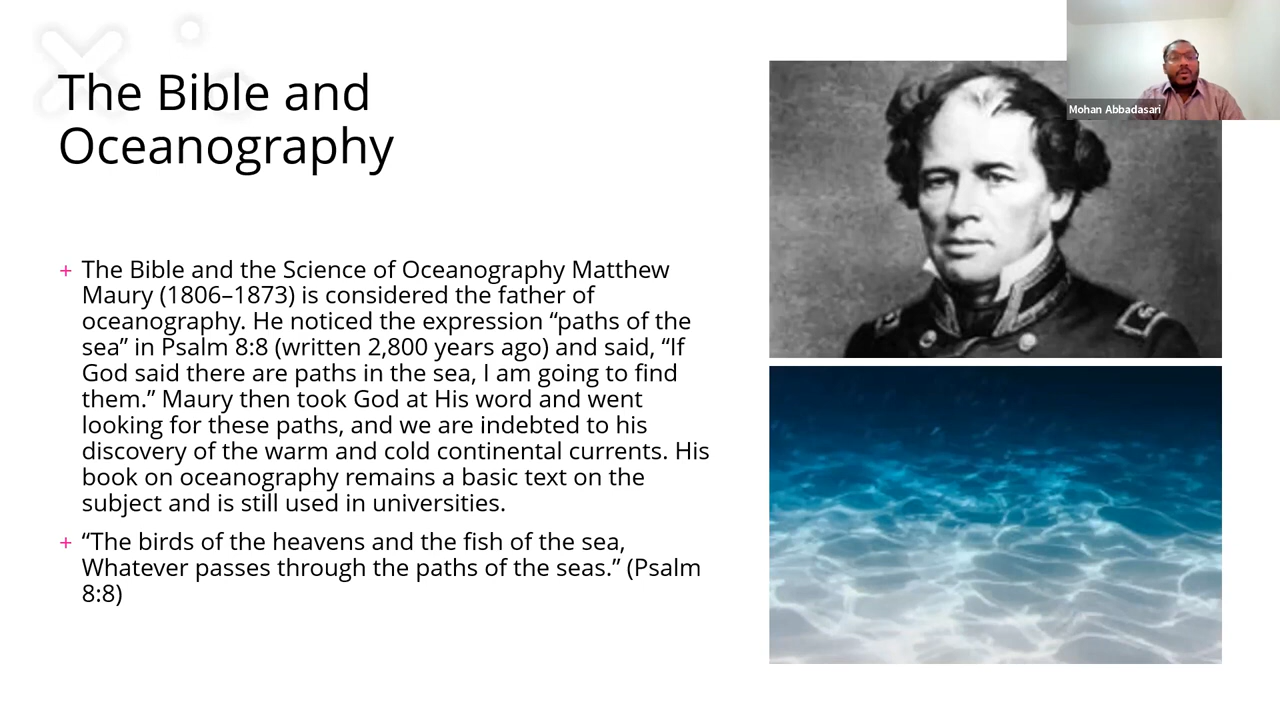 The Bible and
Oceanography
Mohan Abbadasari
+ The Bible and the Science of Oceanography Matthew
Maury (1806–1873) is considered the father of
oceanography. He noticed the expression “paths of the
sea” in Psalm 8:8 (written 2,800 years ago) and said, “If
God said there are paths in the sea, I am going to find
them.” Maury then took God at His word and went
looking for these paths, and we are indebted to his
discovery of the warm and cold continental currents. His
book on oceanography remains a basic text on the
subject and is still used in universities.
+ “The birds of the heavens and the fish of the sea,
Whatever passes through the paths of the seas.” (Psalm
8:8)